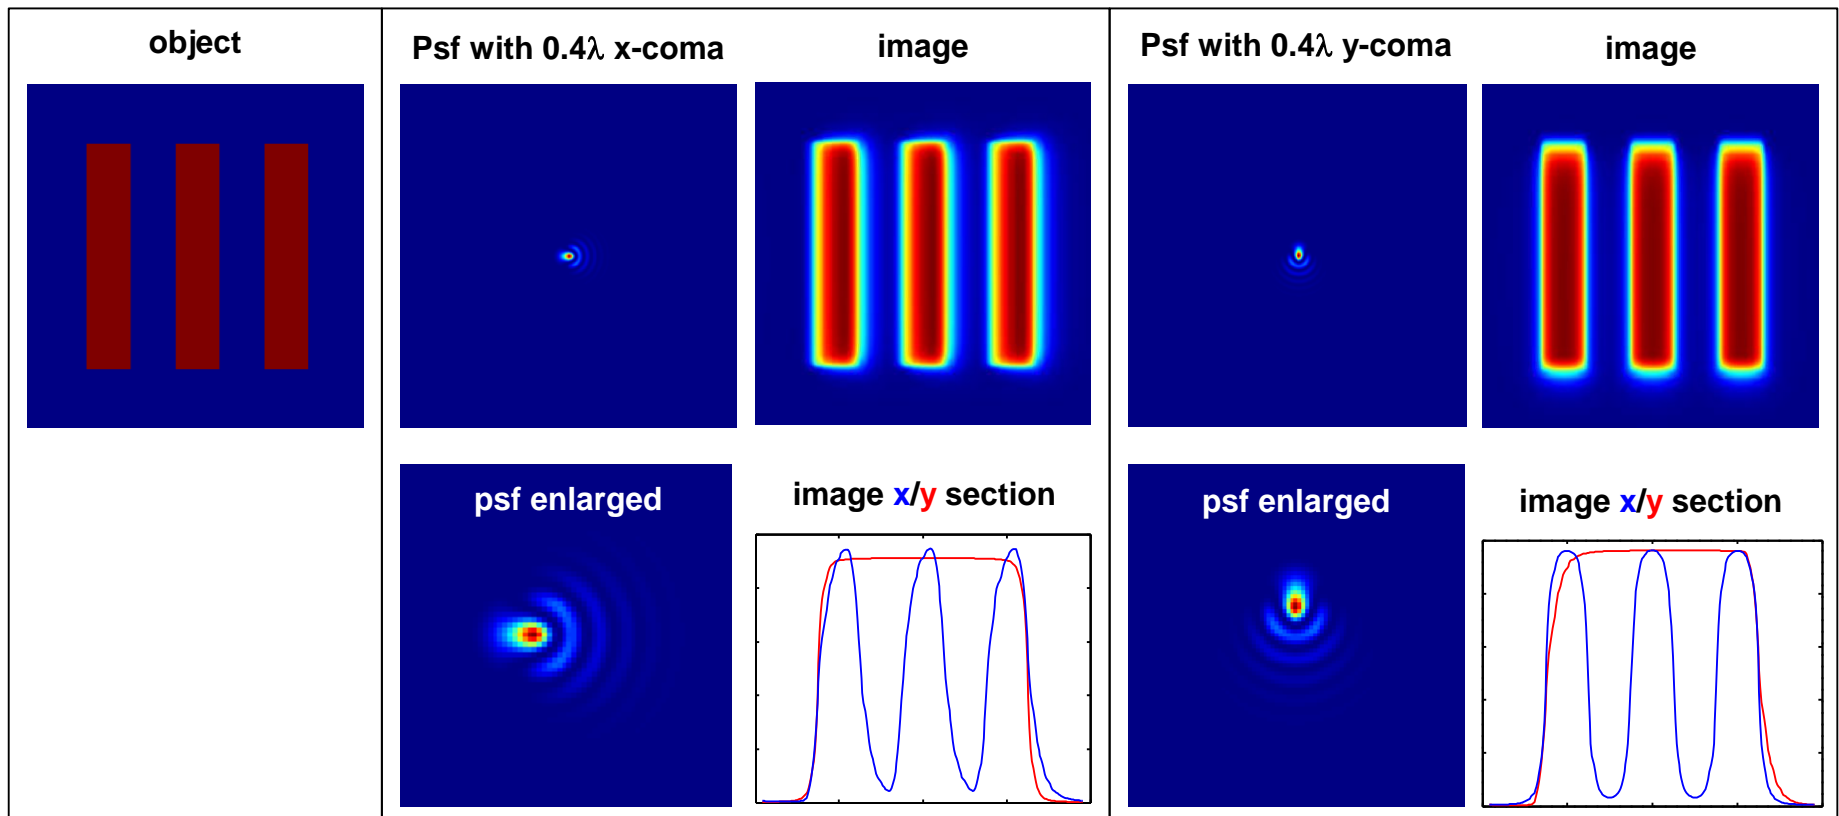 object
Psf with 0.4λ x-coma
image
Psf with 0.4λ y-coma
image
psf enlarged
image x/y section
psf enlarged
image x/y section